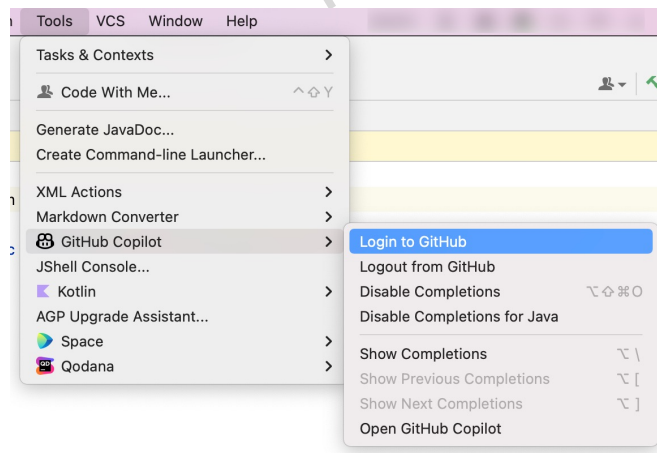 Tools VCS Window Help
Tasks & Contexts
Code With Me... ^⇧Y
Generate JavaDoc...
Create Command-line Launcher...
XML Actions
Markdown Converter
GitHub Copilot
JShell Console...
Kotlin
AGP Upgrade Assistant...
Space
QD Qodana
Login to GitHub
Logout from GitHub
Disable Completions ⌥⇧⌘O
Disable Completions for Java
Show Completions ⌥\
Show Previous Completions ⌥[
Show Next Completions ⌥]
Open GitHub Copilot